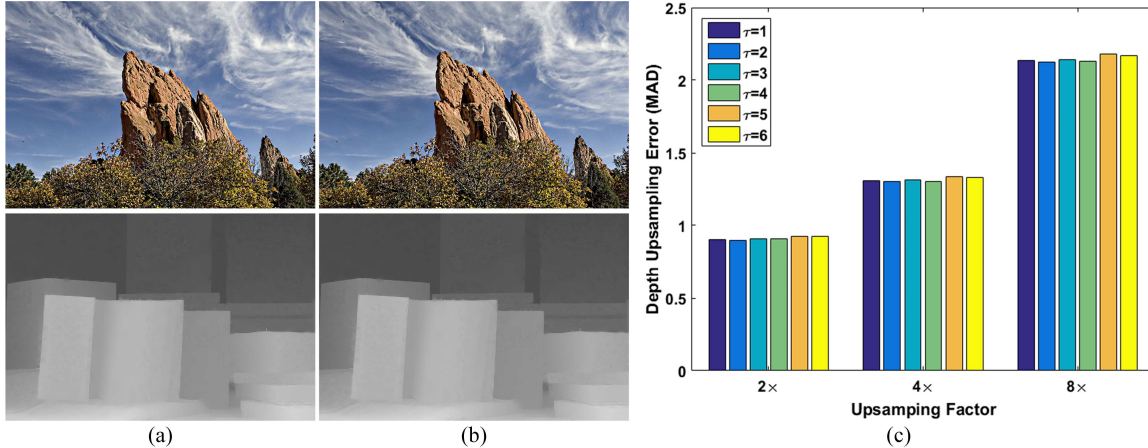 2.5
2
1.5
1
0.5
0
Depth Upsampling Error (MAD)
τ=1
τ=2
τ=3
τ=4
τ=5
τ=6
2× 4× 8×
Upsamping Factor
(a) (b) (c)